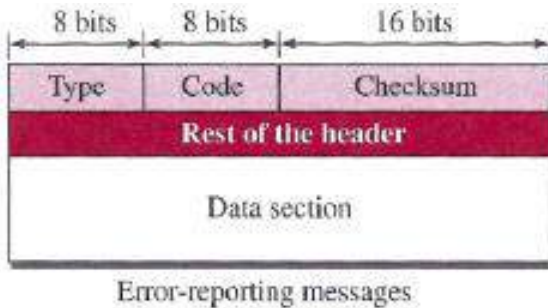 8 bits 8 bits 16 bits
Type Code Checksum
Rest of the header
Data section
Error-reporting messages